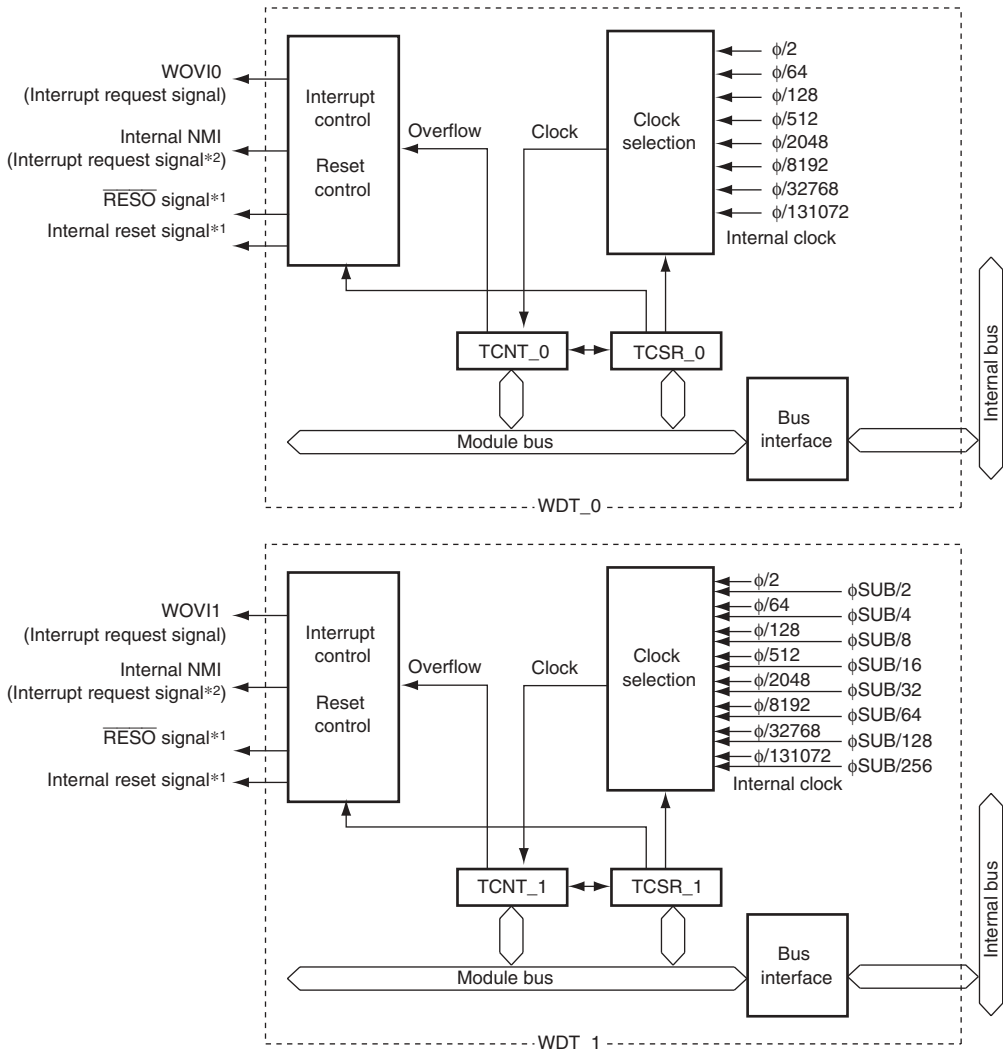 WOVI0
(Interrupt request signal)
Internal NMI
(Interrupt request signal*2)
RESO signal*1
Internal reset signal*1
Interrupt
control
Reset
control
Overflow
Clock
Clock
selection
ϕ/2
ϕ/64
ϕ/128
ϕ/512
ϕ/2048
ϕ/8192
ϕ/32768
ϕ/131072
Internal clock
TCNT_0
TCSR_0
Module bus
Bus
interface
Internal bus
WDT_0
WOVI1
(Interrupt request signal)
Internal NMI
(Interrupt request signal*2)
RESO signal*1
Internal reset signal*1
Interrupt
control
Reset
control
Overflow
Clock
Clock
selection
ϕ/2
ϕSUB/2
ϕ/64
ϕSUB/4
ϕ/128
ϕSUB/8
ϕ/512
ϕSUB/16
ϕ/2048
ϕSUB/32
ϕ/8192
ϕSUB/64
ϕ/32768
ϕSUB/128
ϕ/131072
ϕSUB/256
Internal clock
TCNT_1
TCSR_1
Module bus
Bus
interface
Internal bus
WDT_1